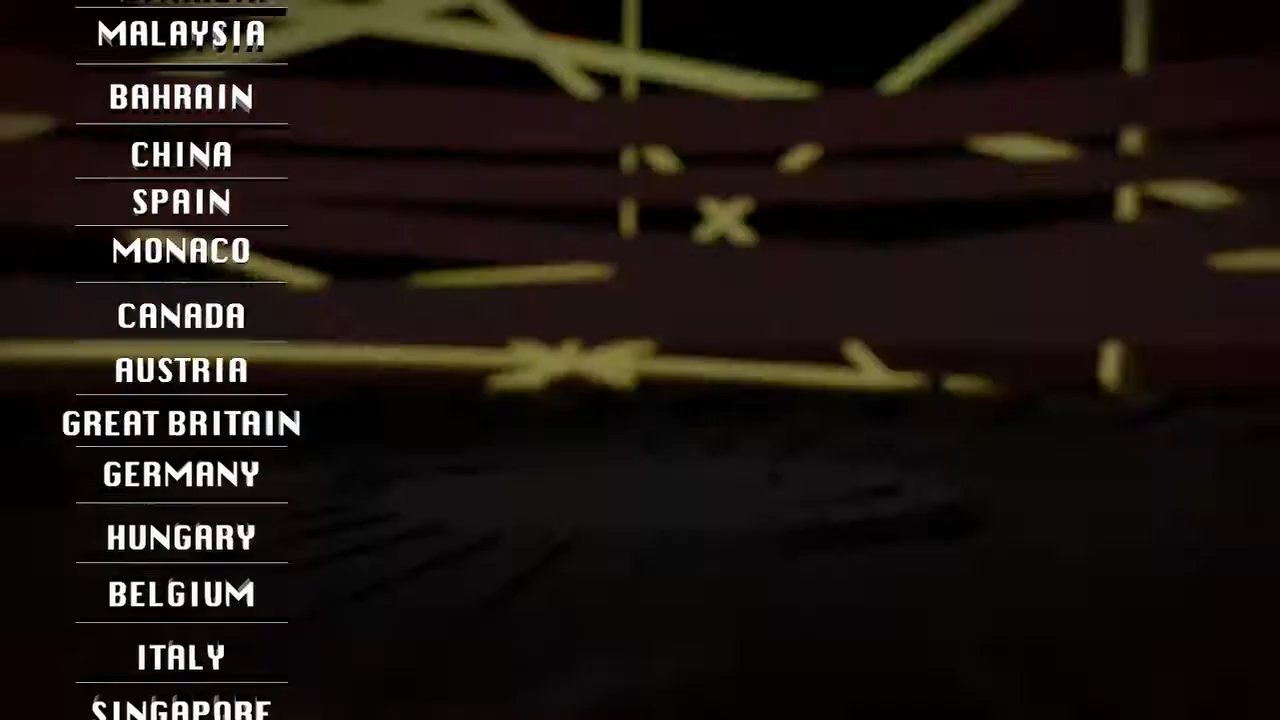 MALAYSIA
BAHRAIN
CHINA
SPAIN
MONACO
CANADA
AUSTRIA
GREAT BRITAIN
GERMANY
HUNGARY
BELGIUM
ITALY
SINGAPORE